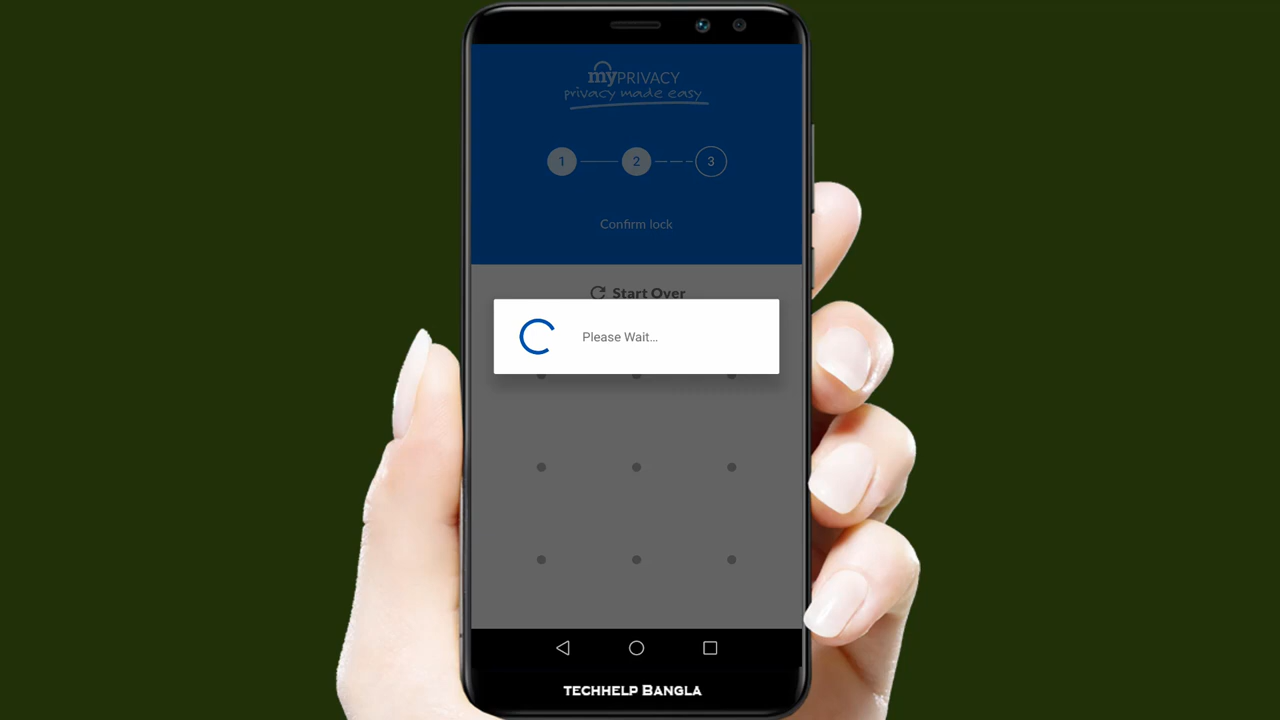 myPRIVACY
privacy made easy
1 2 3
Confirm lock
Start Over
Please Wait...
TECHHELP BANGLA